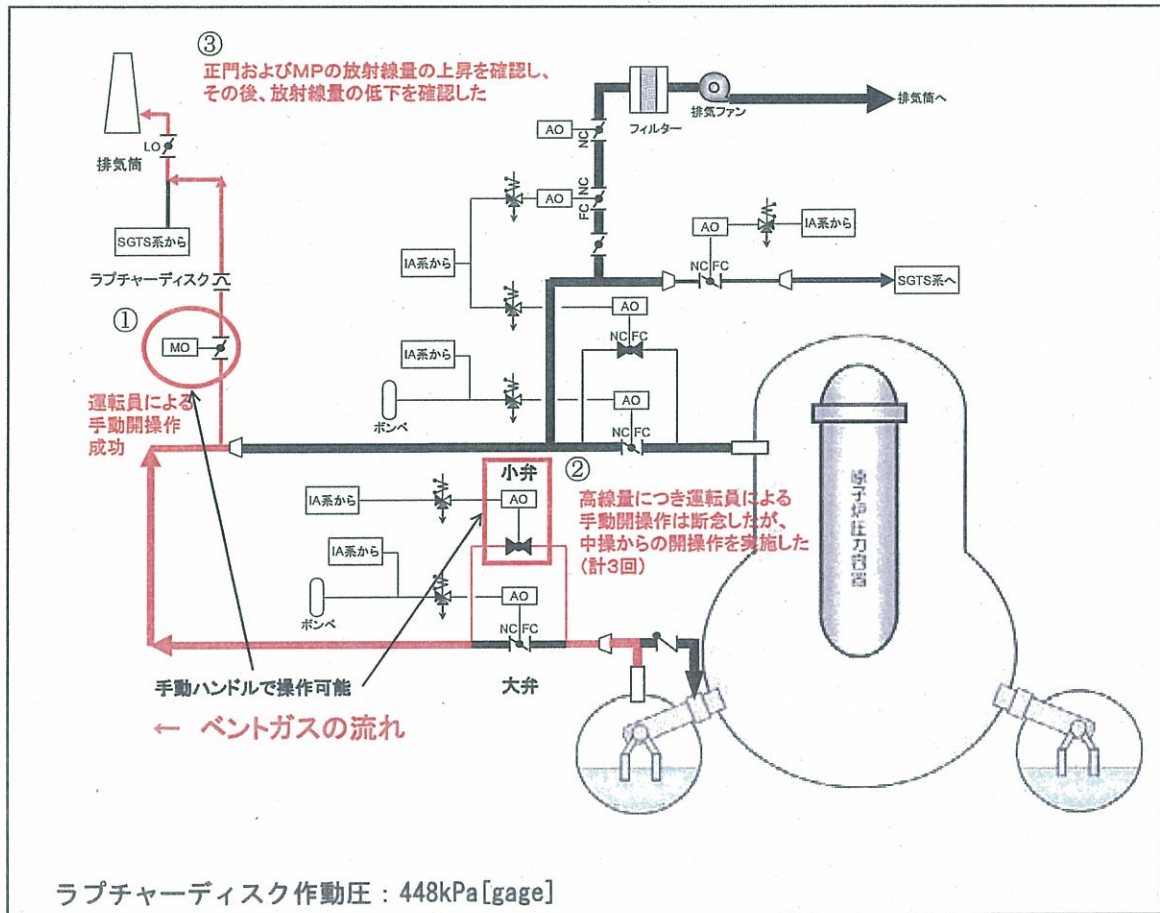 ③
正門およびMPの放射線量の上昇を確認し、
その後、放射線量の低下を確認した
排気筒
LO
SGTS系から
ラプチャーディスク
①
MO
運転員による
手動開操作
成功
フィルター
排気ファン
排気筒へ
AO
NC
AO
NC
FC
IA系から
AO
IA系から
NC FC
SGTS系へ
AO
NC FC
IA系から
ボンベ
AO
NC FC
小弁
②
IA系から
AO
高線量につき運転員による
手動開操作は断念したが、
中操からの開操作を実施した
(計3回)
IA系から
ボンベ
AO
NC FC
大弁
原子炉圧力容器
手動ハンドルで操作可能
← ベントガスの流れ
ラプチャーディスク作動圧：448kPa[gage]